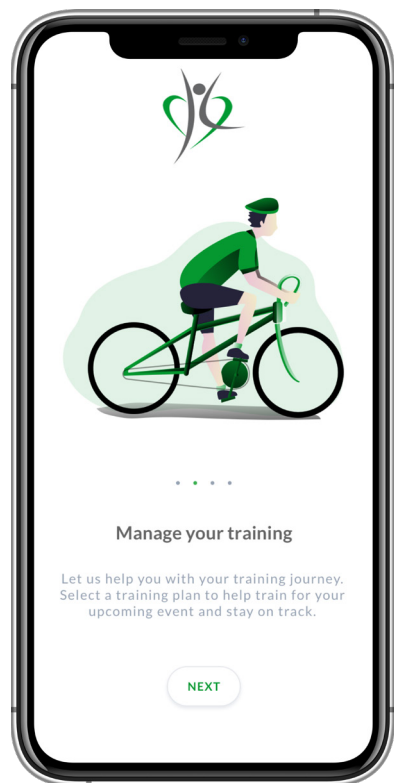 Manage your training
Let us help you with your training journey.
Select a training plan to help train for your
upcoming event and stay on track.
NEXT